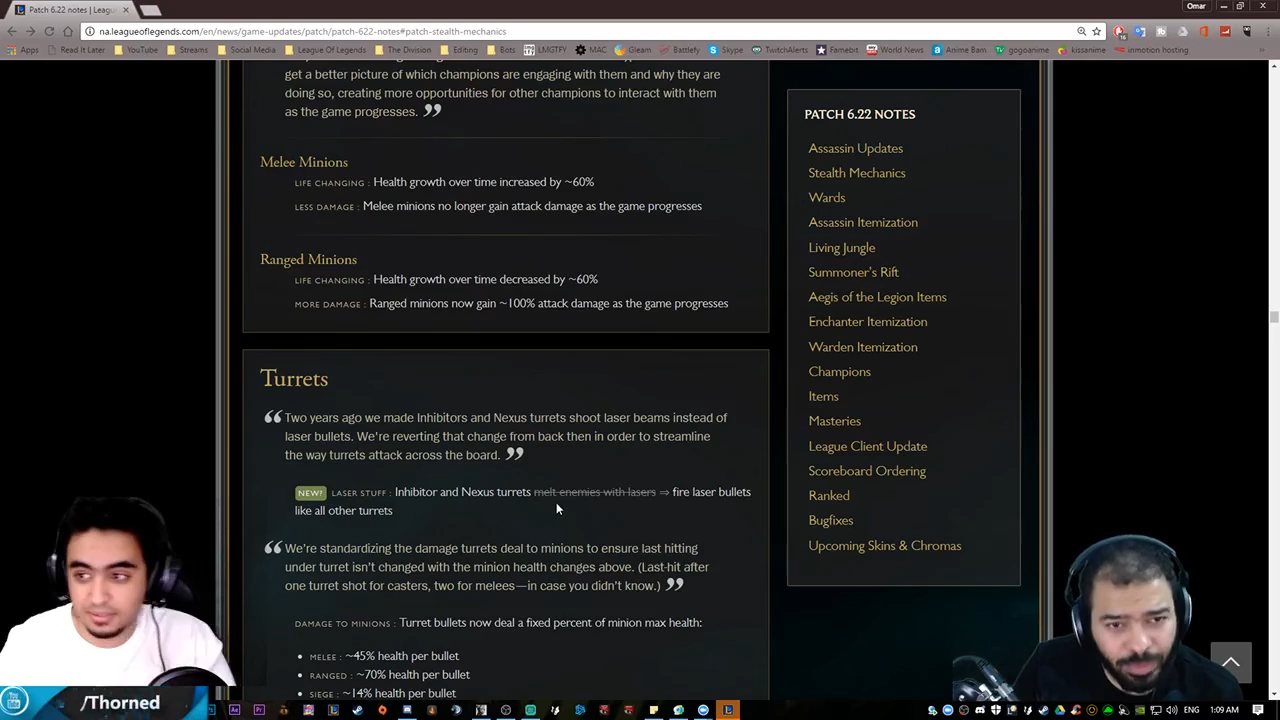 Patch 6.22 notes | Leagu
Omar
na.leagueoflegends.com/en/news/game-updates/patch/patch-622-notes#patch-stealth-mechanics
Apps Read It Later YouTube Streams Social Media League Of Legends The Division Editing Bots LMGTFY MAC Gleam Battlefy Skype TwitchAlerts Famebit World News Anime Bam gogoanime kissanime inmotion hosting
get a better picture of which champions are engaging with them and why they are
doing so, creating more opportunities for other champions to interact with them
as the game progresses.
Melee Minions
LIFE CHANGING : Health growth over time increased by ~60%
LESS DAMAGE : Melee minions no longer gain attack damage as the game progresses
Ranged Minions
LIFE CHANGING : Health growth over time decreased by ~60%
MORE DAMAGE : Ranged minions now gain ~100% attack damage as the game progresses
Turrets
Two years ago we made Inhibitors and Nexus turrets shoot laser beams instead of
laser bullets. We're reverting that change from back then in order to streamline
the way turrets attack across the board.
NEW! LASER STUFF : Inhibitor and Nexus turrets melt enemies with lasers ⇒ fire laser bullets
like all other turrets
We're standardizing the damage turrets deal to minions to ensure last hitting
under turret isn't changed with the minion health changes above. (Last-hit after
one turret shot for casters, two for melees—in case you didn't know.)
DAMAGE TO MINIONS : Turret bullets now deal a fixed percent of minion max health:
• MELEE : ~45% health per bullet
• RANGED : ~70% health per bullet
• SIEGE : ~14% health per bullet
PATCH 6.22 NOTES
Assassin Updates
Stealth Mechanics
Wards
Assassin Itemization
Living Jungle
Summoner's Rift
Aegis of the Legion Items
Enchanter Itemization
Warden Itemization
Champions
Items
Masteries
League Client Update
Scoreboard Ordering
Ranked
Bugfixes
Upcoming Skins & Chromas
You Tube /Thorned
1:09 AM